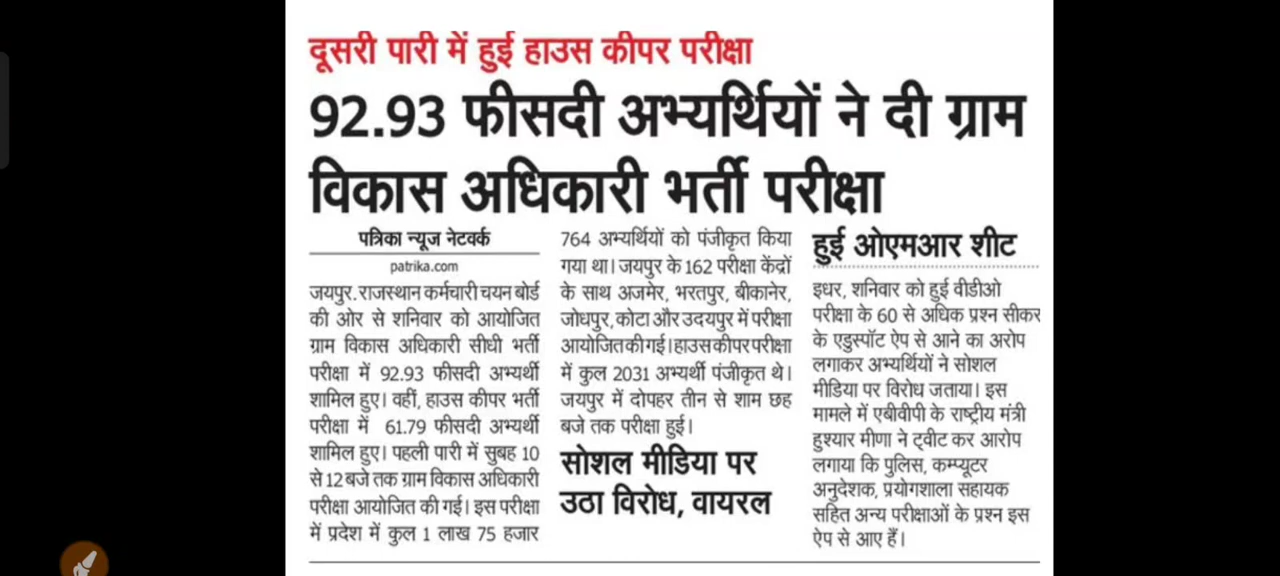 दूसरी पारी में हुई हाउस कीपर परीक्षा
92.93 फीसदी अभ्यर्थियों ने दी ग्राम
विकास अधिकारी भर्ती परीक्षा
पत्रिका न्यूज नेटवर्क
patrika.com
जयपुर. राजस्थान कर्मचारी चयन बोर्ड
की ओर से शनिवार को आयोजित
ग्राम विकास अधिकारी सीधी भर्ती
परीक्षा में 92.93 फीसदी अभ्यर्थी
शामिल हुए। वहीं, हाउस कीपर भर्ती
परीक्षा में 61.79 फीसदी अभ्यर्थी
शामिल हुए। पहली पारी में सुबह 10
से 12 बजे तक ग्राम विकास अधिकारी
परीक्षा आयोजित की गई। इस परीक्षा
में प्रदेश में कुल 1 लाख 75 हजार
764 अभ्यर्थियों को पंजीकृत किया
गया था। जयपुर के 162 परीक्षा केंद्रों
के साथ अजमेर, भरतपुर, बीकानेर,
जोधपुर, कोटा और उदयपुर में परीक्षा
आयोजित की गई। हाउस कीपर परीक्षा
में कुल 2031 अभ्यर्थी पंजीकृत थे।
जयपुर में दोपहर तीन से शाम छह
बजे तक परीक्षा हुई।
सोशल मीडिया पर
उठा विरोध, वायरल
हुई ओएमआर शीट
इधर, शनिवार को हुई वीडीओ
परीक्षा के 60 से अधिक प्रश्न सीकर
के एडुस्पॉट ऐप से आने का अरोप
लगाकर अभ्यर्थियों ने सोशल
मीडिया पर विरोध जताया। इस
मामले में एबीवीपी के राष्ट्रीय मंत्री
हुश्यार मीणा ने ट्वीट कर आरोप
लगाया कि पुलिस, कम्प्यूटर
अनुदेशक, प्रयोगशाला सहायक
सहित अन्य परीक्षाओं के प्रश्न इस
ऐप से आए हैं।